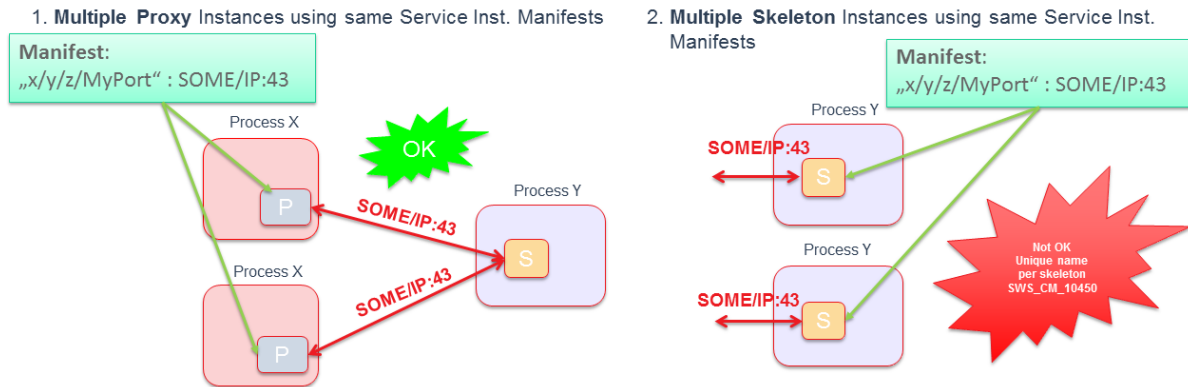 1. Multiple Proxy Instances using same Service Inst. Manifests
Manifest:
„x/y/z/MyPort“ : SOME/IP:43
Process X
P
OK
SOME/IP:43
Process Y
S
Process X
SOME/IP:43
P
2. Multiple Skeleton Instances using same Service Inst.
Manifests
Manifest:
„x/y/z/MyPort“ : SOME/IP:43
Process Y
SOME/IP:43
S
Process Y
SOME/IP:43
S
Not OK
Unique name
per skeleton
SWS_CM_10450